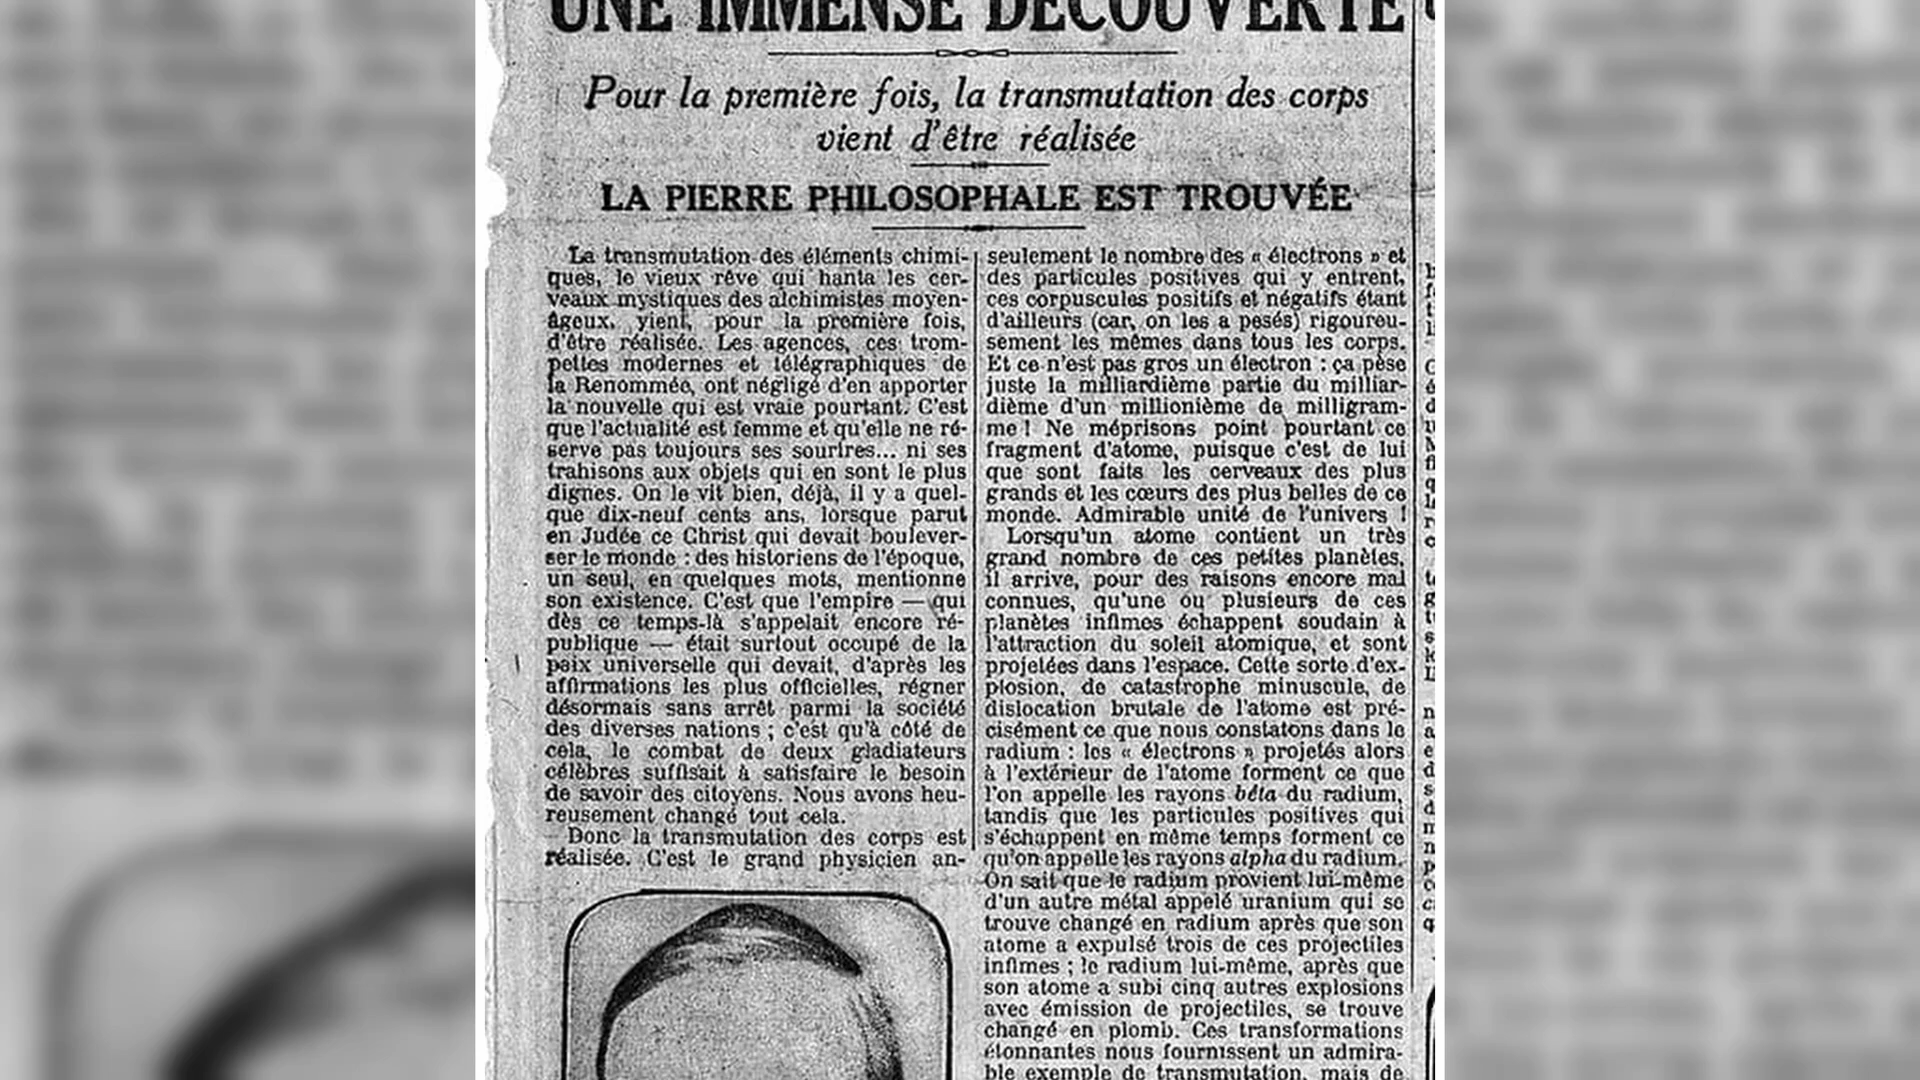 UNE IMMENSE DÉCOUVERTE
Pour la première fois, la transmutation des corps
vient d'être réalisée
LA PIERRE PHILOSOPHALE EST TROUVÉE
La transmutation des éléments chimi-
ques, le vieux rêve qui hanta les cer-
veaux mystiques des alchimistes moyen-
âgeux, vient, pour la première fois,
d'être réalisée. Les agences, ces trom-
pettes modernes et télégraphiques de
la Renommée, ont négligé d'en apporter
la nouvelle qui est vraie pourtant. C'est
que l'actualité est femme et qu'elle ne ré-
serve pas toujours ses sourires... ni ses
trahisons aux objets qui en sont le plus
dignes. On le vit bien, déjà, il y a quel-
que dix-neuf cents ans, lorsque parut
en Judée ce Christ qui devait boulever-
ser le monde : des historiens de l'époque,
un seul, en quelques mots, mentionne
son existence. C'est que l'empire — qui
dès ce temps-là s'appelait encore ré-
publique — était surtout occupé de la
paix universelle qui devait, d'après les
affirmations les plus officielles, régner
désormais sans arrêt parmi la société
des diverses nations ; c'est qu'à côté de
cela, le combat de deux gladiateurs
célèbres suffisait à satisfaire le besoin
de savoir des citoyens. Nous avons heu-
reusement changé tout cela.
Donc la transmutation des corps est
réalisée. C'est le grand physicien an-
seulement le nombre des « électrons » et
des particules positives qui y entrent,
ces corpuscules positifs et négatifs étant
d'ailleurs (car, on les a pesés) rigoureu-
sement les mêmes dans tous les corps.
Et ce n'est pas gros un électron : ça pèse
juste la milliardième partie du milliar-
dième d'un millionième de milligram-
me ! Ne méprisons point pourtant ce
fragment d'atome, puisque c'est de lui
que sont faits les cerveaux des plus
grands et les cœurs des plus belles de ce
monde. Admirable unité de l'univers !
Lorsqu'un atome contient un très
grand nombre de ces petites planètes,
il arrive, pour des raisons encore mal
connues, qu'une ou plusieurs de ces
planètes infimes échappent soudain à
l'attraction du soleil atomique, et sont
projetées dans l'espace. Cette sorte d'ex-
plosion, de catastrophe minuscule, de
dislocation brutale de l'atome est pré-
cisément ce que nous constatons dans le
radium : les « électrons » projetés alors
à l'extérieur de l'atome forment ce que
l'on appelle les rayons béta du radium,
tandis que les particules positives qui
s'échappent en même temps forment ce
qu'on appelle les rayons alpha du radium.
On sait que le radium provient lui-même
d'un autre métal appelé uranium qui se
trouve changé en radium après que son
atome a expulsé trois de ces projectiles
infimes ; le radium lui-même, après que
son atome a subi cinq autres explosions
avec émission de projectiles, se trouve
changé en plomb. Ces transformations
étonnantes nous fournissent un admira-
ble exemple de transmutation, mais de